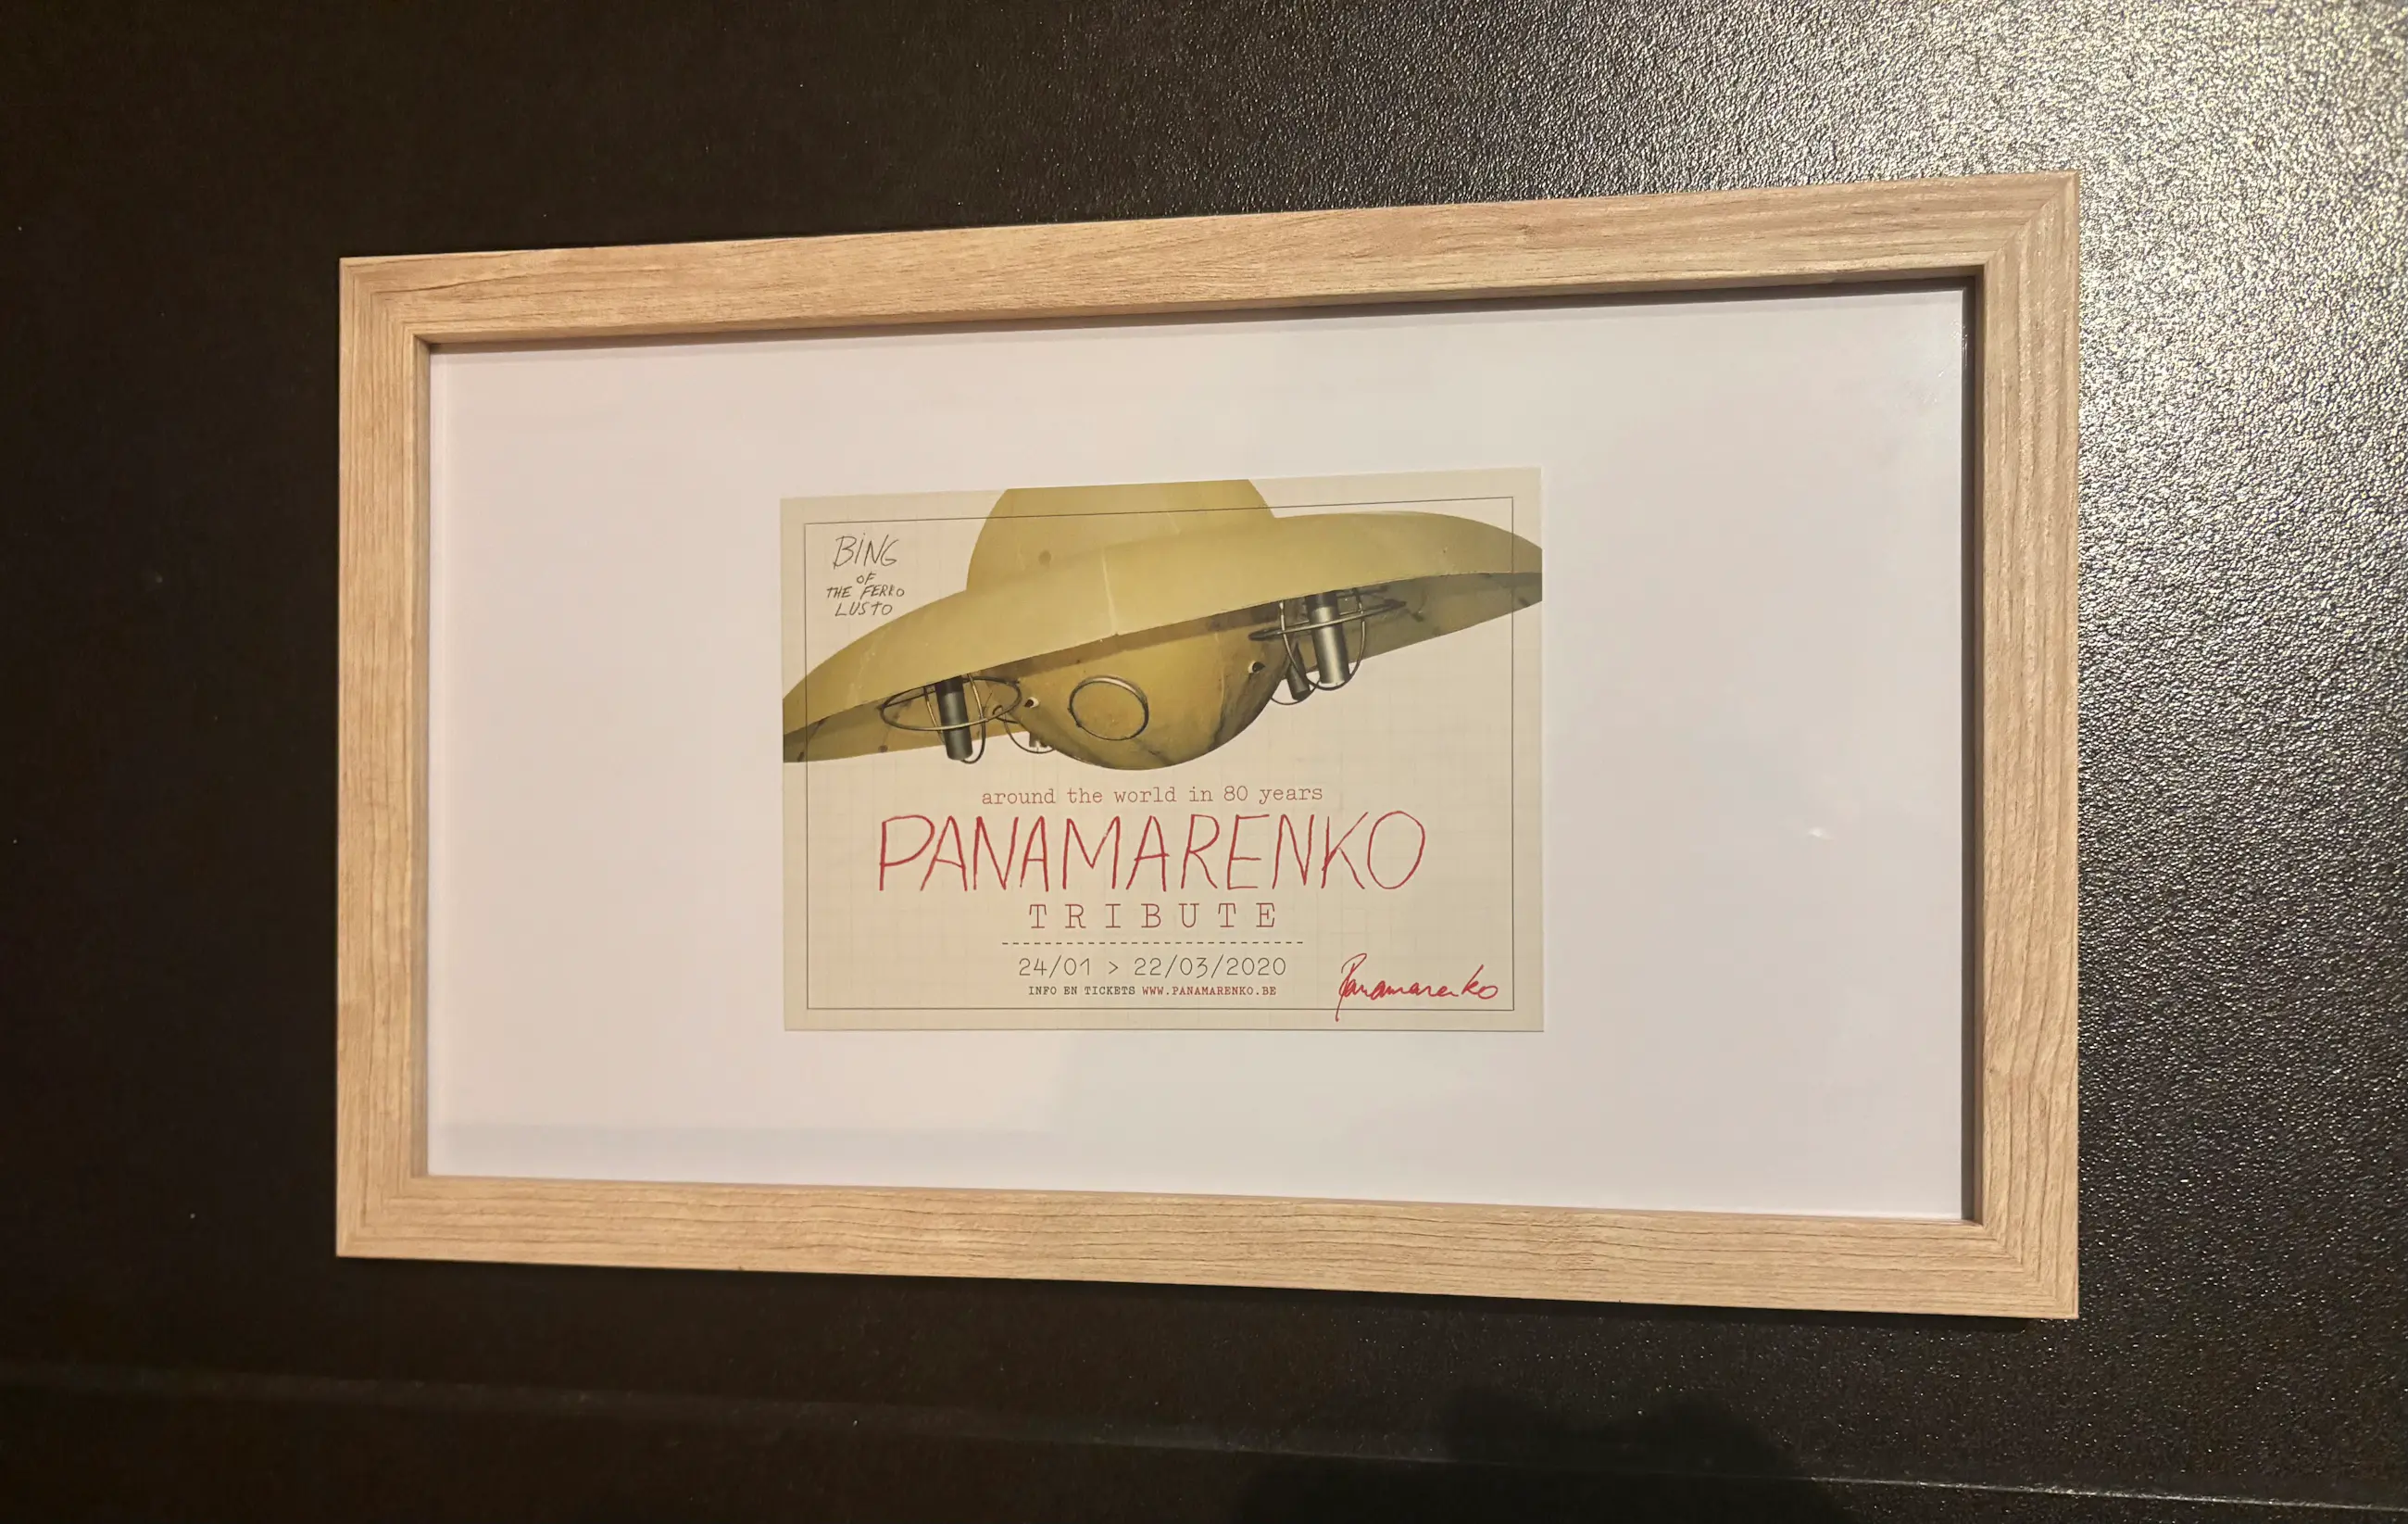 BING
OF
THE FERRO
LUSTO
around the world in 80 years
PANAMARENKO
TRIBUTE
24/01 > 22/03/2020
INFO EN TICKETS WWW.PANAMARENKO.BE
Panamarenko